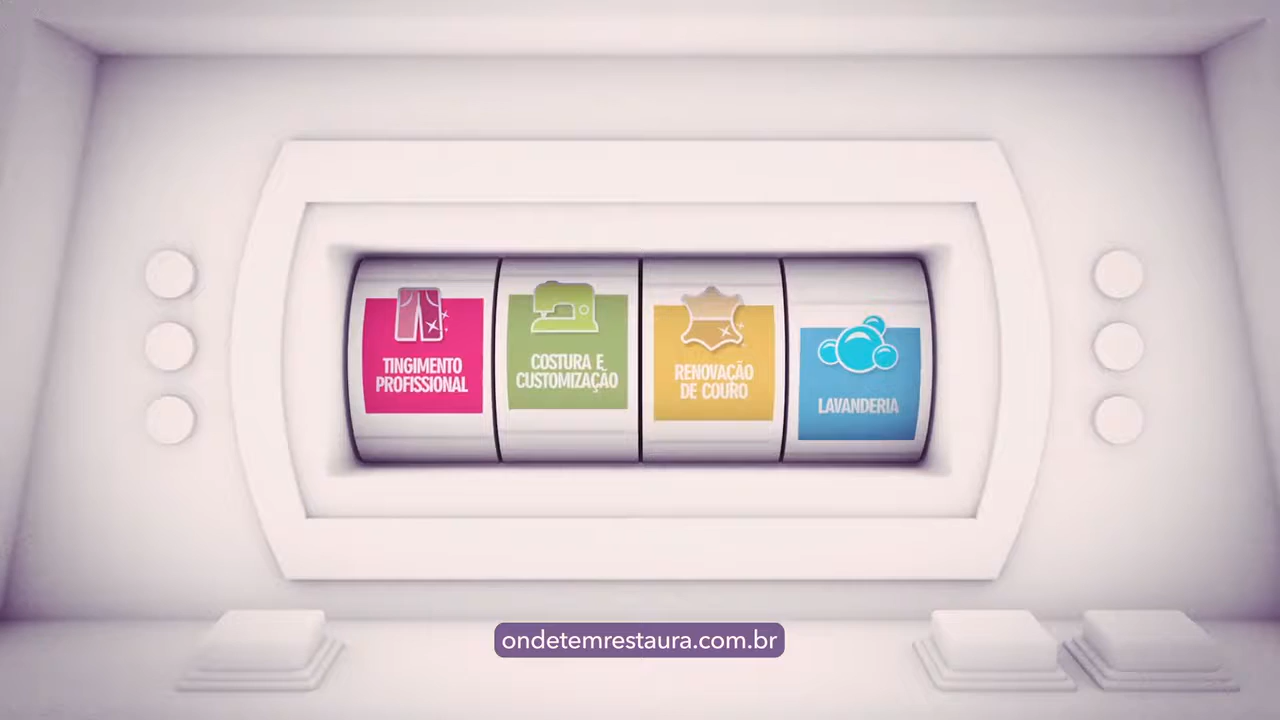 TINGIMENTO
PROFISSIONAL
COSTURA E
CUSTOMIZAÇÃO
RENOVAÇÃO
DE COURO
LAVANDERIA
ondetemrestaura.com.br